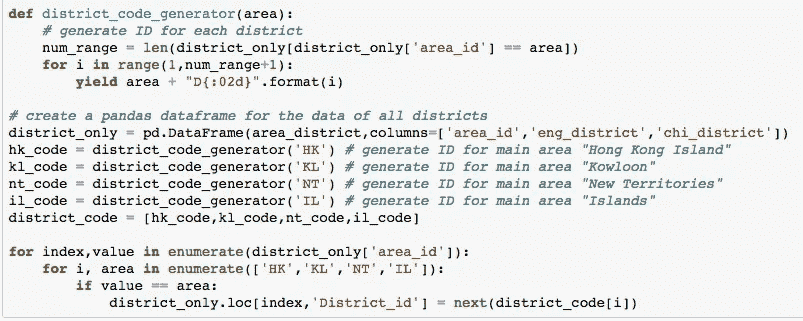 def district_code_generator(area):
    # generate ID for each district
    num_range = len(district_only[district_only['area_id'] == area])
    for i in range(1,num_range+1):
        yield area + "D{:02d}".format(i)

# create a pandas dataframe for the data of all districts
district_only = pd.DataFrame(area_district,columns=['area_id','eng_district','chi_district'])
hk_code = district_code_generator('HK') # generate ID for main area "Hong Kong Island"
kl_code = district_code_generator('KL') # generate ID for main area "Kowloon"
nt_code = district_code_generator('NT') # generate ID for main area "New Territories"
il_code = district_code_generator('IL') # generate ID for main area "Islands"
district_code = [hk_code,kl_code,nt_code,il_code]

for index,value in enumerate(district_only['area_id']):
    for i, area in enumerate(['HK','KL','NT','IL']):
        if value == area:
            district_only.loc[index,'District_id'] = next(district_code[i])